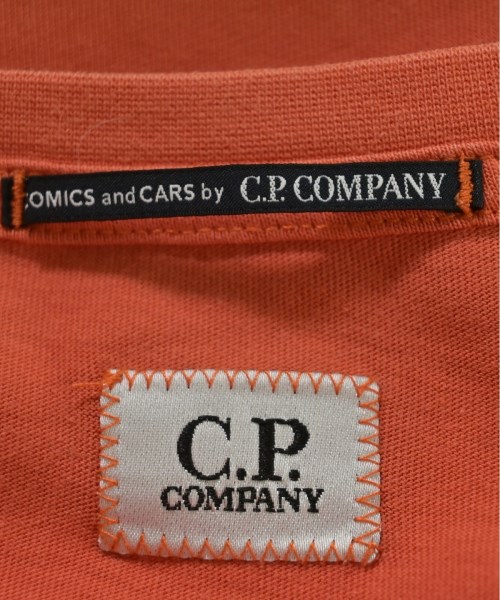 COMICS and CARS by C.P. COMPANY
C.P.
COMPANY